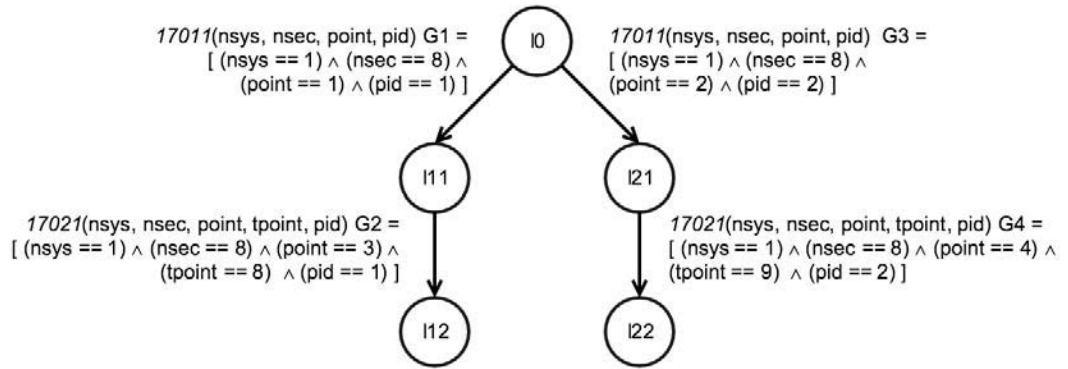 17011(nsys, nsec, point, pid) G1 =
[ (nsys == 1) ∧ (nsec == 8) ∧
(point == 1) ∧ (pid == 1) ]
l0
17011(nsys, nsec, point, pid) G3 =
[ (nsys == 1) ∧ (nsec == 8) ∧
(point == 2) ∧ (pid == 2) ]
l11
l21
17021(nsys, nsec, point, tpoint, pid) G2 =
[ (nsys == 1) ∧ (nsec == 8) ∧ (point == 3) ∧
(tpoint == 8) ∧ (pid == 1) ]
17021(nsys, nsec, point, tpoint, pid) G4 =
[ (nsys == 1) ∧ (nsec == 8) ∧ (point == 4) ∧
(tpoint == 9) ∧ (pid == 2) ]
l12
l22